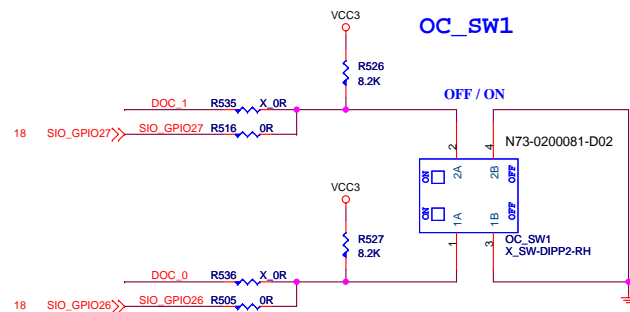 VCC3
OC_SW1
R526
8.2K
OFF / ON
DOC_1 R535 X_0R
18 SIO_GPIO27 SIO_GPIO27 R516 0R
2 4 N73-0200081-D02
ON 2A 2B OFF
VCC3
ON 1A 1B OFF
R527
8.2K
1 3 OC_SW1
X_SW-DIPP2-RH
DOC_0 R536 X_0R
18 SIO_GPIO26 SIO_GPIO26 R505 0R